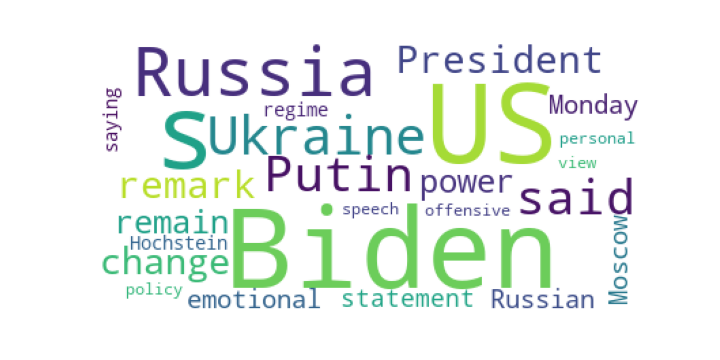 Russia
President
US
saying
regime
Monday
S
Ukraine
personal
view
Putin
power
remark
said
speech
offensive
remain
Biden
Hochstein
change
Moscow
policy
emotional
statement
Russian